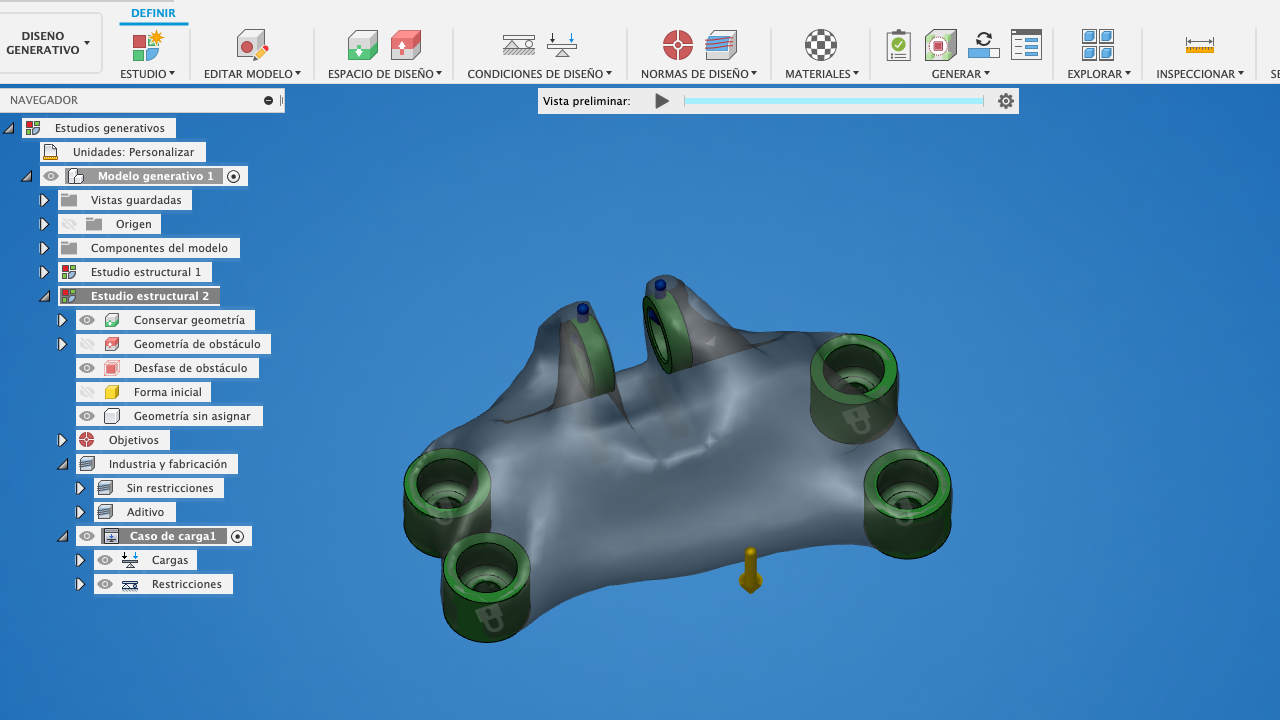 DEFINIR
DISEÑO
GENERATIVO
ESTUDIO
EDITAR MODELO
ESPACIO DE DISEÑO
CONDICIONES DE DISEÑO
NORMAS DE DISEÑO
MATERIALES
GENERAR
EXPLORAR
INSPECCIONAR
SE
NAVEGADOR
Vista preliminar:
Estudios generativos
Unidades: Personalizar
Modelo generativo 1
Vistas guardadas
Origen
Componentes del modelo
Estudio estructural 1
Estudio estructural 2
Conservar geometría
Geometría de obstáculo
Desfase de obstáculo
Forma inicial
Geometría sin asignar
Objetivos
Industria y fabricación
Sin restricciones
Aditivo
Caso de carga1
Cargas
Restricciones